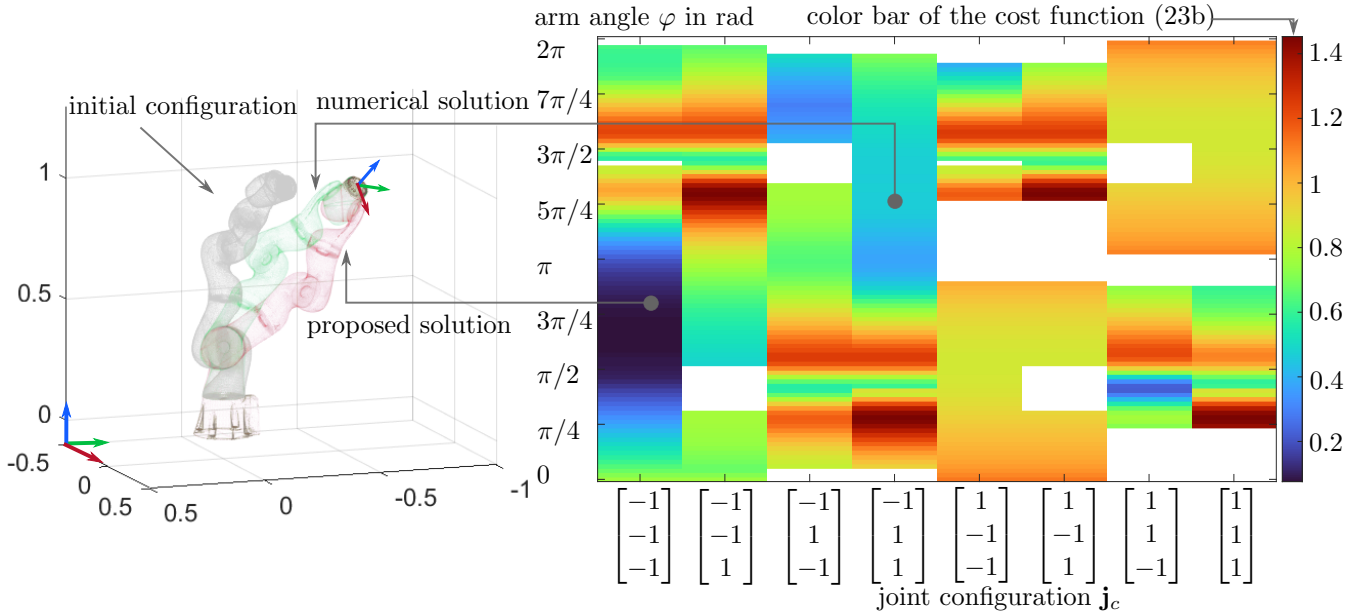 arm angle φ in rad
color bar of the cost function (23b)
initial configuration
numerical solution
proposed solution
1
0.5
0
-0.5
0
0.5
0.5
0
-0.5
-1
2π
7π/4
3π/2
5π/4
π
3π/4
π/2
π/4
0
1.4
1.2
1
0.8
0.6
0.4
0.2
[−1 −1 −1 −1 1 1 1 1]
[−1 −1 1 1 −1 −1 1 1]
[−1 1 −1 1 −1 1 −1 1]
joint configuration j_c